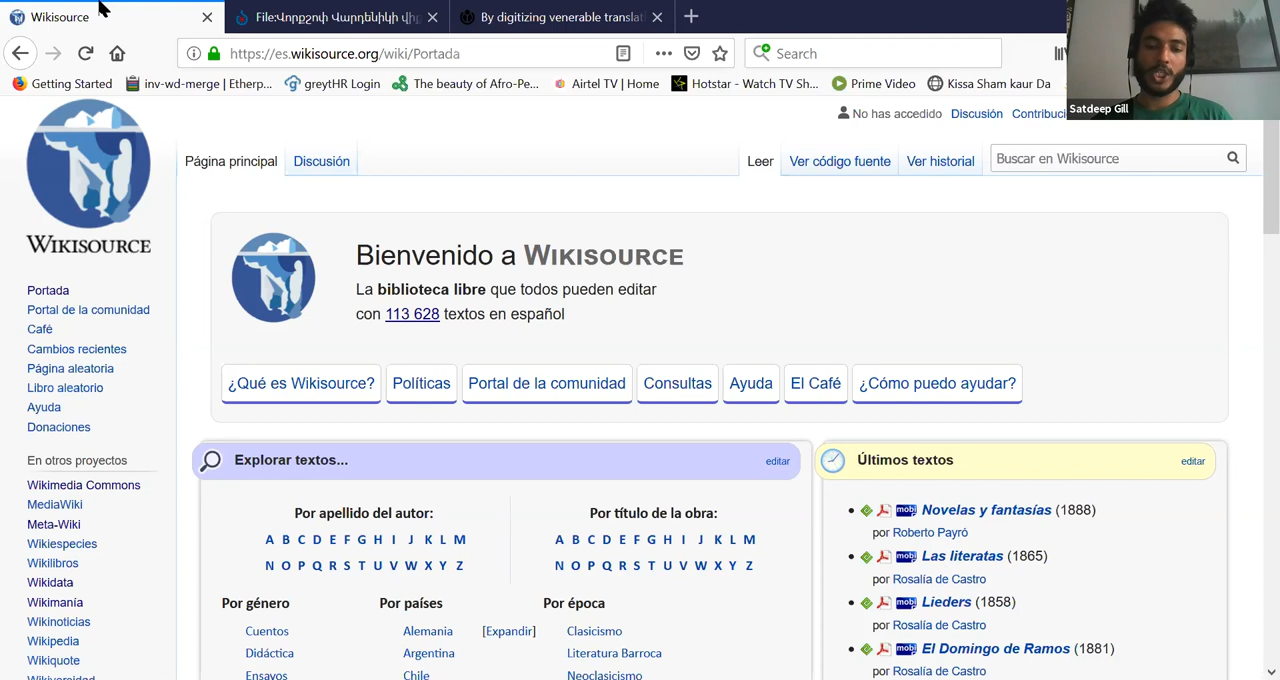 Wikisource
File:Վորքշոփ Վարդենիկի վիր
By digitizing venerable translat
https://es.wikisource.org/wiki/Portada
Search
Getting Started
inv-wd-merge | Etherp...
greytHR Login
The beauty of Afro-Pe...
Airtel TV | Home
Hotstar - Watch TV Sh...
Prime Video
Kissa Sham kaur Da
Satdeep Gill
No has accedido
Discusión
Contribuci
Wikisource
Página principal
Discusión
Leer
Ver código fuente
Ver historial
Buscar en Wikisource
Portada
Portal de la comunidad
Café
Cambios recientes
Página aleatoria
Libro aleatorio
Ayuda
Donaciones
En otros proyectos
Wikimedia Commons
MediaWiki
Meta-Wiki
Wikiespecies
Wikilibros
Wikidata
Wikimanía
Wikinoticias
Wikipedia
Wikiquote
Wikiversidad
Bienvenido a Wikisource
La biblioteca libre que todos pueden editar
con 113 628 textos en español
¿Qué es Wikisource?
Políticas
Portal de la comunidad
Consultas
Ayuda
El Café
¿Cómo puedo ayudar?
Explorar textos...
editar
Por apellido del autor:
A B C D E F G H I J K L M
N O P Q R S T U V W X Y Z
Por título de la obra:
A B C D E F G H I J K L M
N O P Q R S T U V W X Y Z
Por género
Cuentos
Didáctica
Ensayos
Por países
Alemania
[Expandir]
Argentina
Chile
Por época
Clasicismo
Literatura Barroca
Neoclasicismo
Últimos textos
editar
mobi Novelas y fantasías (1888)
por Roberto Payró
mobi Las literatas (1865)
por Rosalía de Castro
mobi Lieders (1858)
por Rosalía de Castro
mobi El Domingo de Ramos (1881)
por Rosalía de Castro